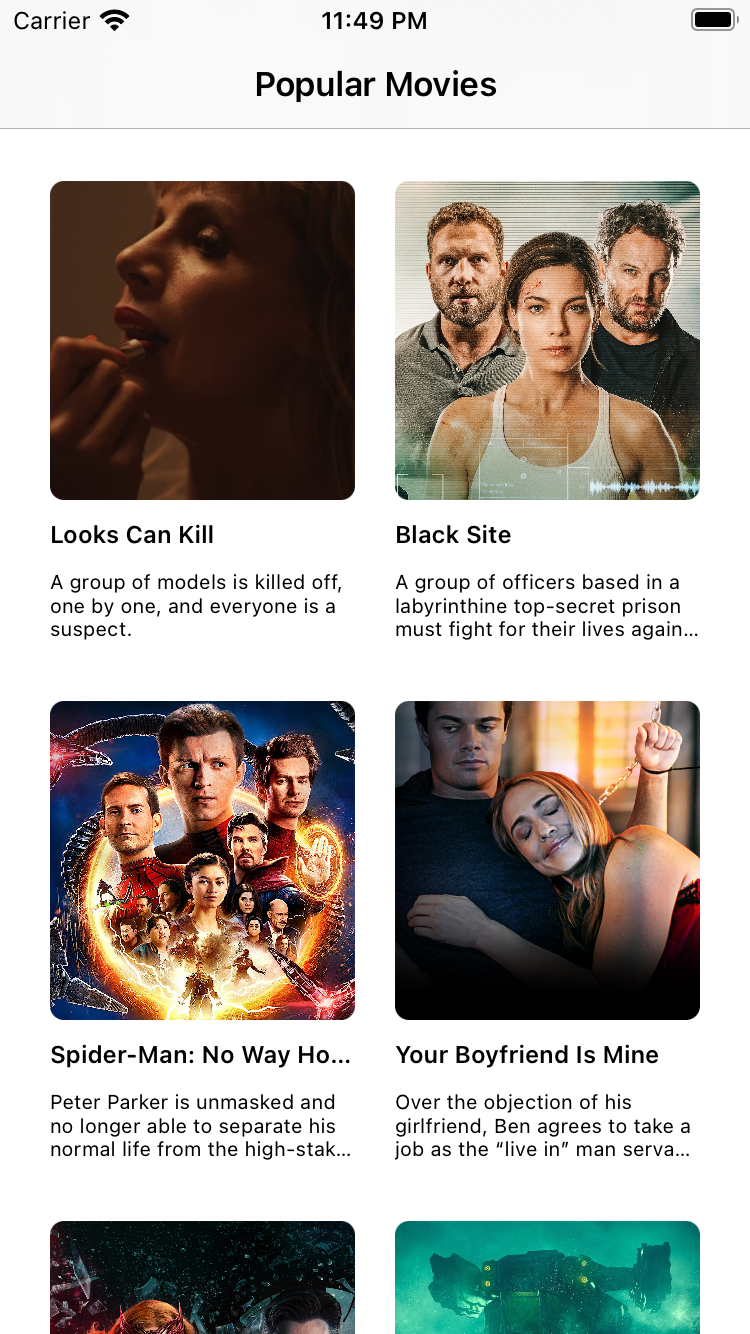 Carrier 11:49 PM
Popular Movies
Looks Can Kill
A group of models is killed off,
one by one, and everyone is a
suspect.
Black Site
A group of officers based in a
labyrinthine top-secret prison
must fight for their lives again...
Spider-Man: No Way Ho...
Peter Parker is unmasked and
no longer able to separate his
normal life from the high-stak...
Your Boyfriend Is Mine
Over the objection of his
girlfriend, Ben agrees to take a
job as the “live in” man serva...